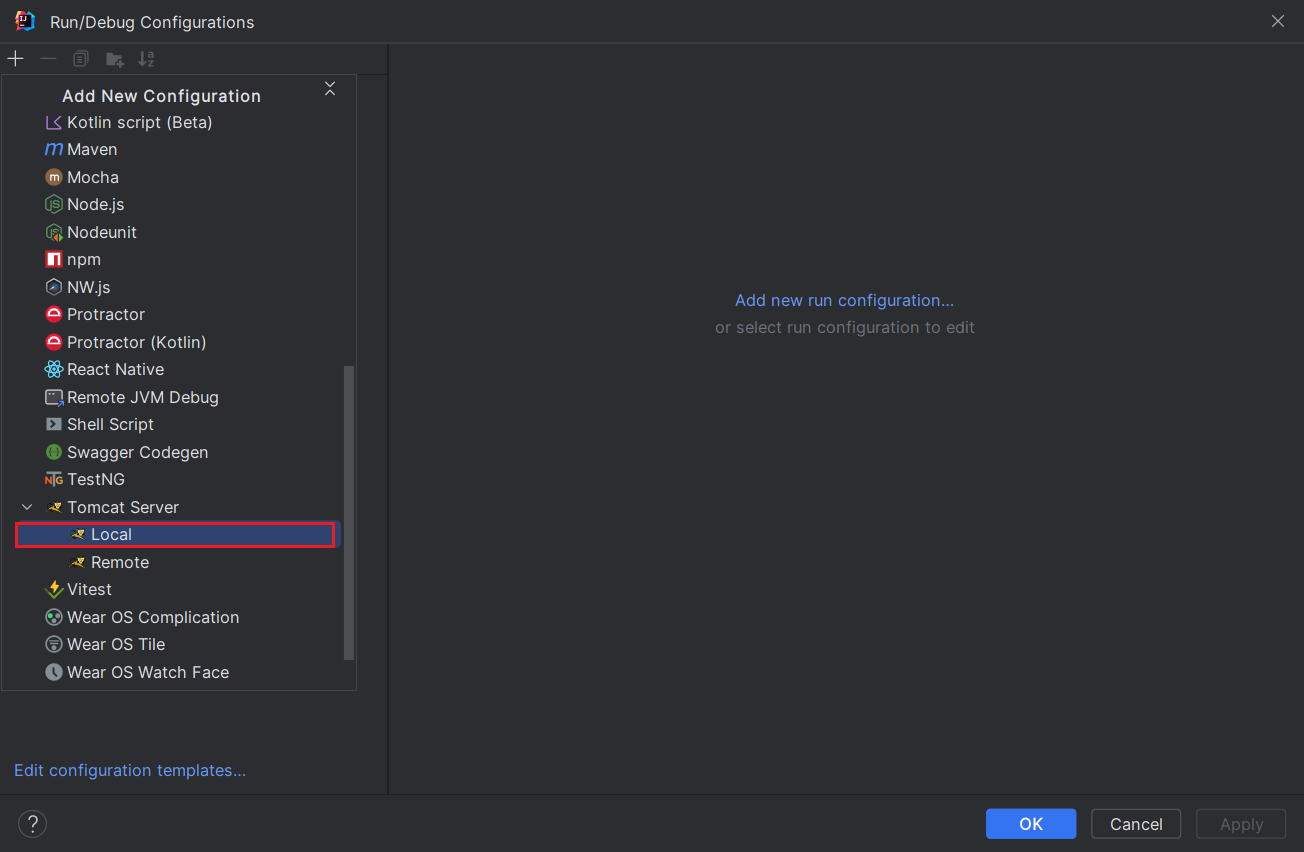 Run/Debug Configurations
Add New Configuration
Kotlin script (Beta)
Maven
Mocha
Node.js
Nodeunit
npm
NW.js
Protractor
Protractor (Kotlin)
React Native
Remote JVM Debug
Shell Script
Swagger Codegen
TestNG
Tomcat Server
Local
Remote
Vitest
Wear OS Complication
Wear OS Tile
Wear OS Watch Face
Add new run configuration...
or select run configuration to edit
Edit configuration templates...
?
OK
Cancel
Apply